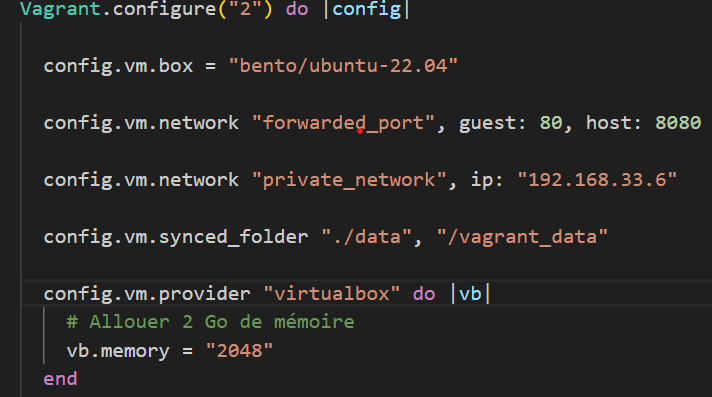 Vagrant.configure("2") do |config|
config.vm.box = "bento/ubuntu-22.04"
config.vm.network "forwarded_port", guest: 80, host: 8080
config.vm.network "private_network", ip: "192.168.33.6"
config.vm.synced_folder "./data", "/vagrant_data"
config.vm.provider "virtualbox" do |vb|
# Allouer 2 Go de mémoire
vb.memory = "2048"
end